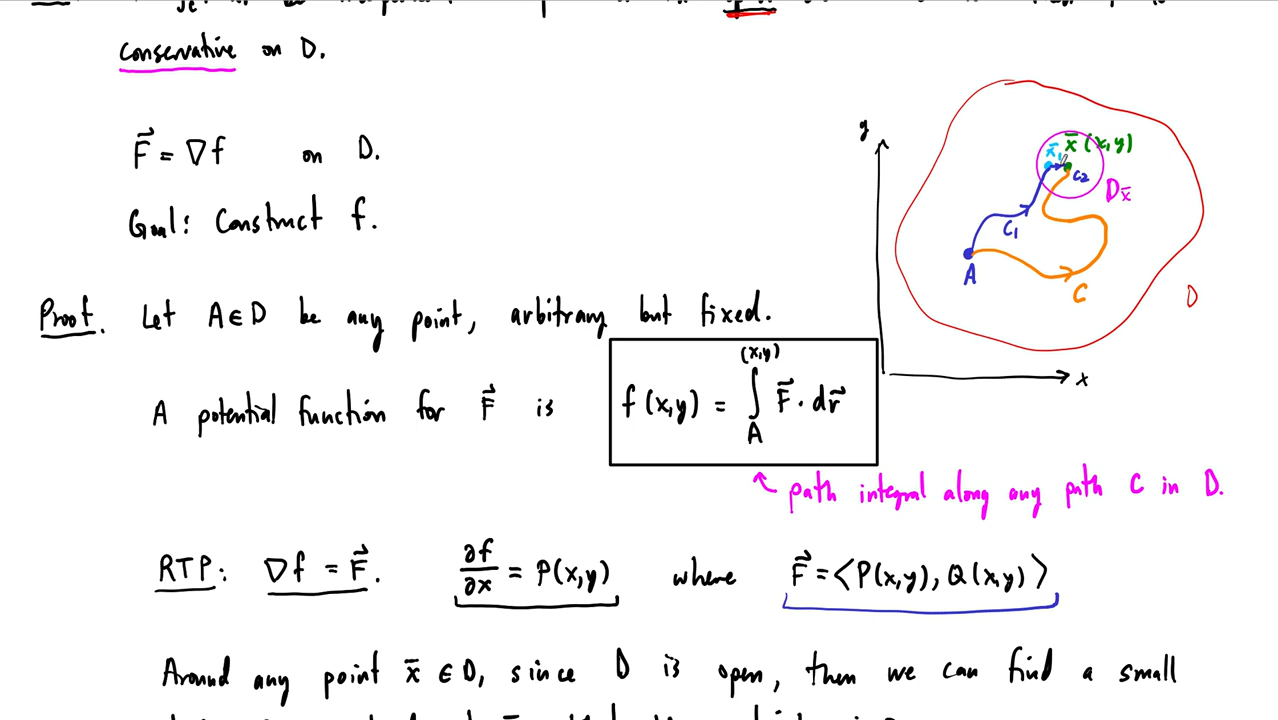 conservative on D.
F⃗ = ∇f on D.
Goal: Construct f.
y
x̄₁ x̄ (x,y)
C₂
D_x̄
C₁
A
C
D
x
Proof. Let A∈D be any point, arbitrary but fixed.
A potential function for F⃗ is f(x,y) = ∫_A^(x,y) F⃗ · dr⃗
↖ path integral along any path C in D.
RTP: ∇f = F⃗. ∂f/∂x = P(x,y) where F⃗ = ⟨P(x,y), Q(x,y)⟩
Around any point x̄ ∈ D, since D is open, then we can find a small